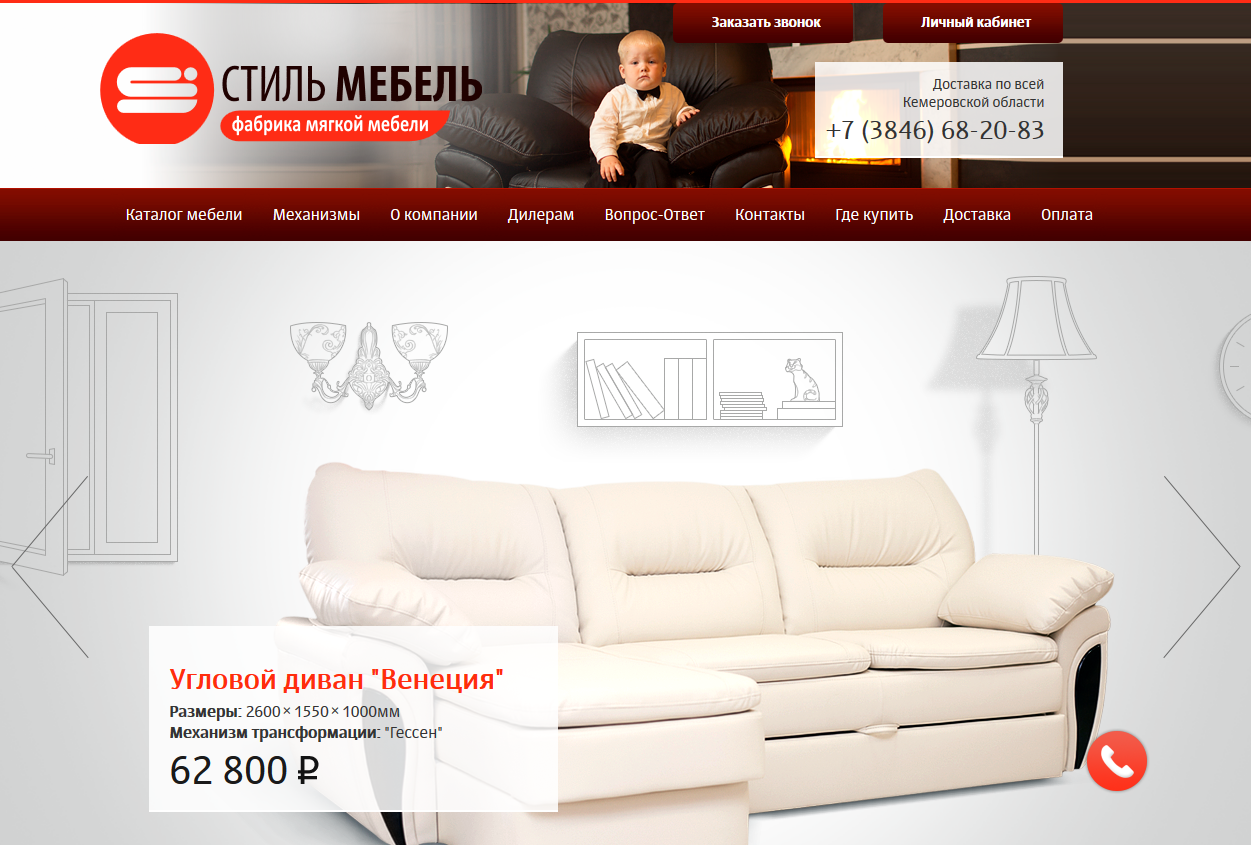 Заказать звонок
Личный кабинет
СТИЛЬ МЕБЕЛЬ
фабрика мягкой мебели
Доставка по всей
Кемеровской области
+7 (3846) 68-20-83
Каталог мебели Механизмы О компании Дилерам Вопрос-Ответ Контакты Где купить Доставка Оплата
Угловой диван "Венеция"
Размеры: 2600×1550×1000мм
Механизм трансформации: "Гессен"
62 800 ₽